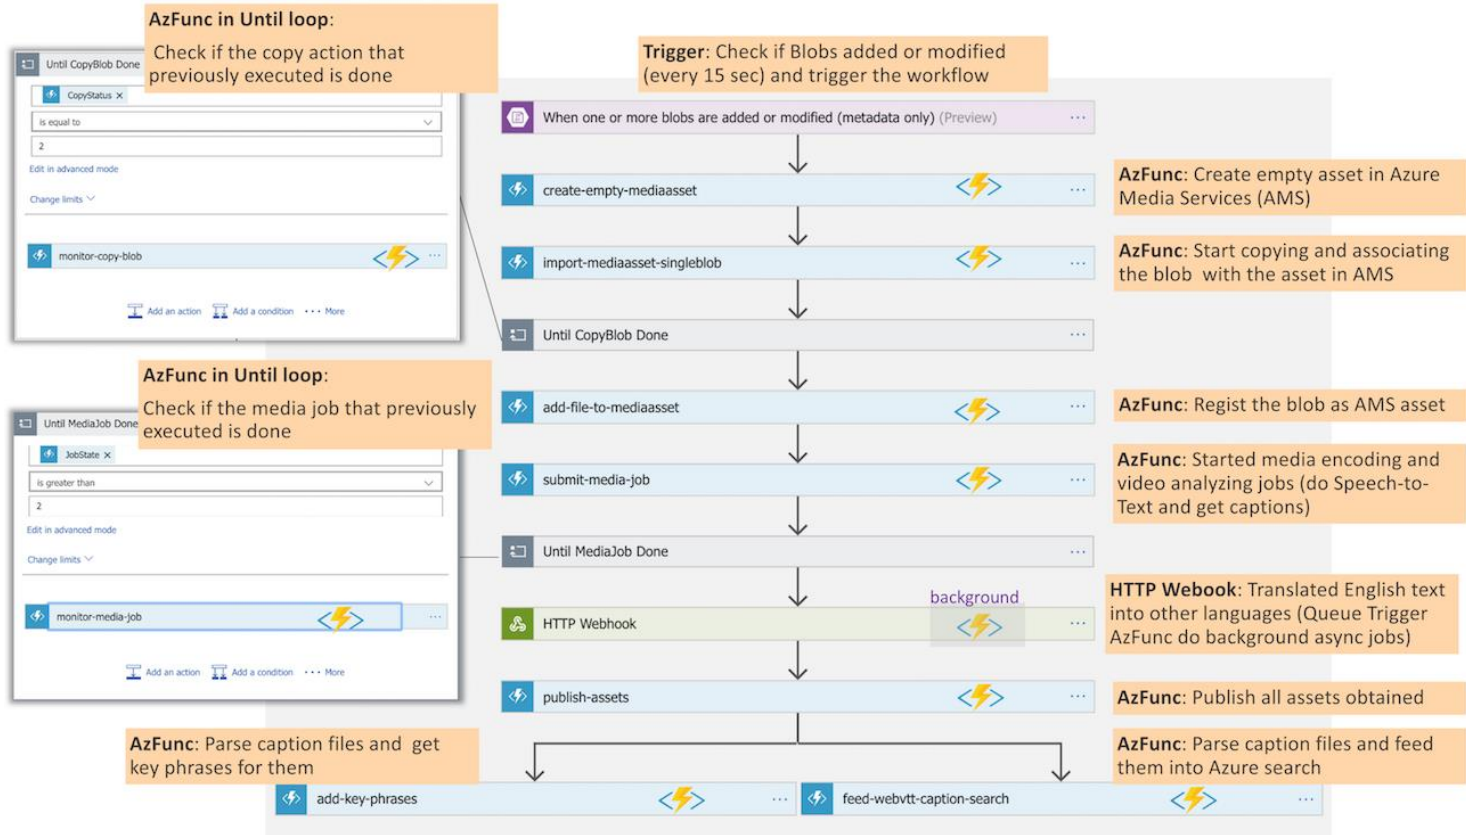 AzFunc in Until loop:
Check if the copy action that
previously executed is done
Until CopyBlob Done
CopyStatus ×
is equal to
2
Edit in advanced mode
Change limits
monitor-copy-blob
...
Add an action
Add a condition
... More
AzFunc in Until loop:
Check if the media job that previously
executed is done
Until MediaJob Done
JobState ×
is greater than
2
Edit in advanced mode
Change limits
monitor-media-job
...
Add an action
Add a condition
... More
Trigger: Check if Blobs added or modified
(every 15 sec) and trigger the workflow
When one or more blobs are added or modified (metadata only) (Preview)
...
create-empty-mediaasset
...
AzFunc: Create empty asset in Azure
Media Services (AMS)
import-mediaasset-singleblob
...
AzFunc: Start copying and associating
the blob with the asset in AMS
Until CopyBlob Done
...
add-file-to-mediaasset
...
AzFunc: Regist the blob as AMS asset
submit-media-job
...
AzFunc: Started media encoding and
video analyzing jobs (do Speech-to-
Text and get captions)
Until MediaJob Done
...
background
HTTP Webhook
...
HTTP Webook: Translated English text
into other languages (Queue Trigger
AzFunc do background async jobs)
publish-assets
...
AzFunc: Publish all assets obtained
AzFunc: Parse caption files and get
key phrases for them
add-key-phrases
...
AzFunc: Parse caption files and feed
them into Azure search
feed-webvtt-caption-search
...